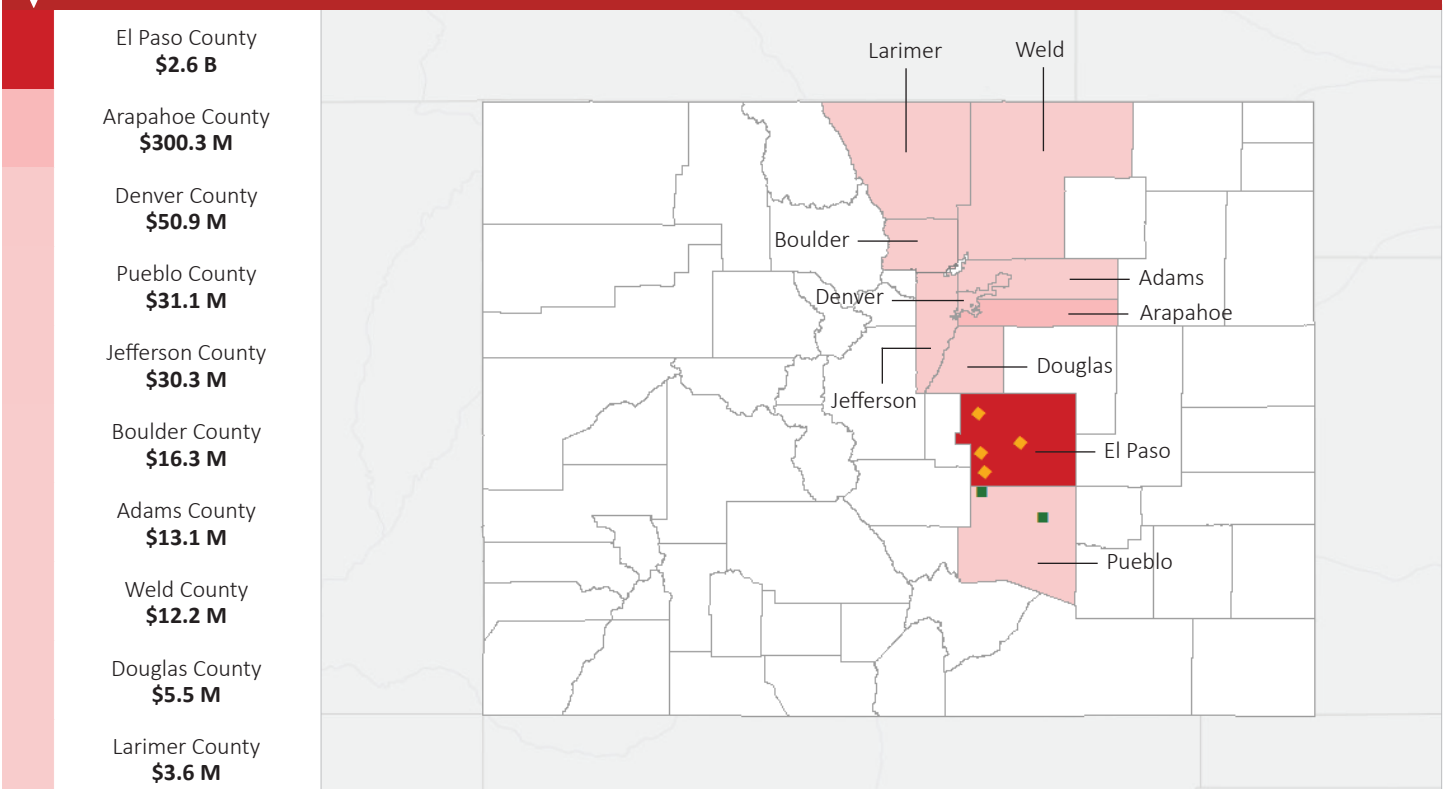 El Paso County
$2.6 B
Arapahoe County
$300.3 M
Denver County
$50.9 M
Pueblo County
$31.1 M
Jefferson County
$30.3 M
Boulder County
$16.3 M
Adams County
$13.1 M
Weld County
$12.2 M
Douglas County
$5.5 M
Larimer County
$3.6 M
Larimer
Weld
Boulder
Adams
Denver
Arapahoe
Douglas
Jefferson
El Paso
Pueblo